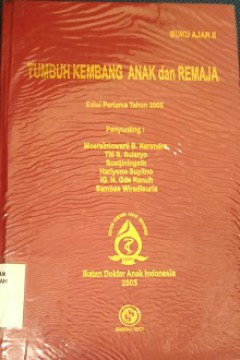 BUKU AJAR II
TUMBUH KEMBANG ANAK dan REMAJA
Edisi Pertama Tahun 2005
Penyunting :
Moersintowarti B. Narendra
Titi S. Sularyo
Soetjiningsih
Hariyono Suyitno
IG. N. Gde Ranuh
Sambas Wiradisuria
Ikatan Dokter Anak Indonesia
2005